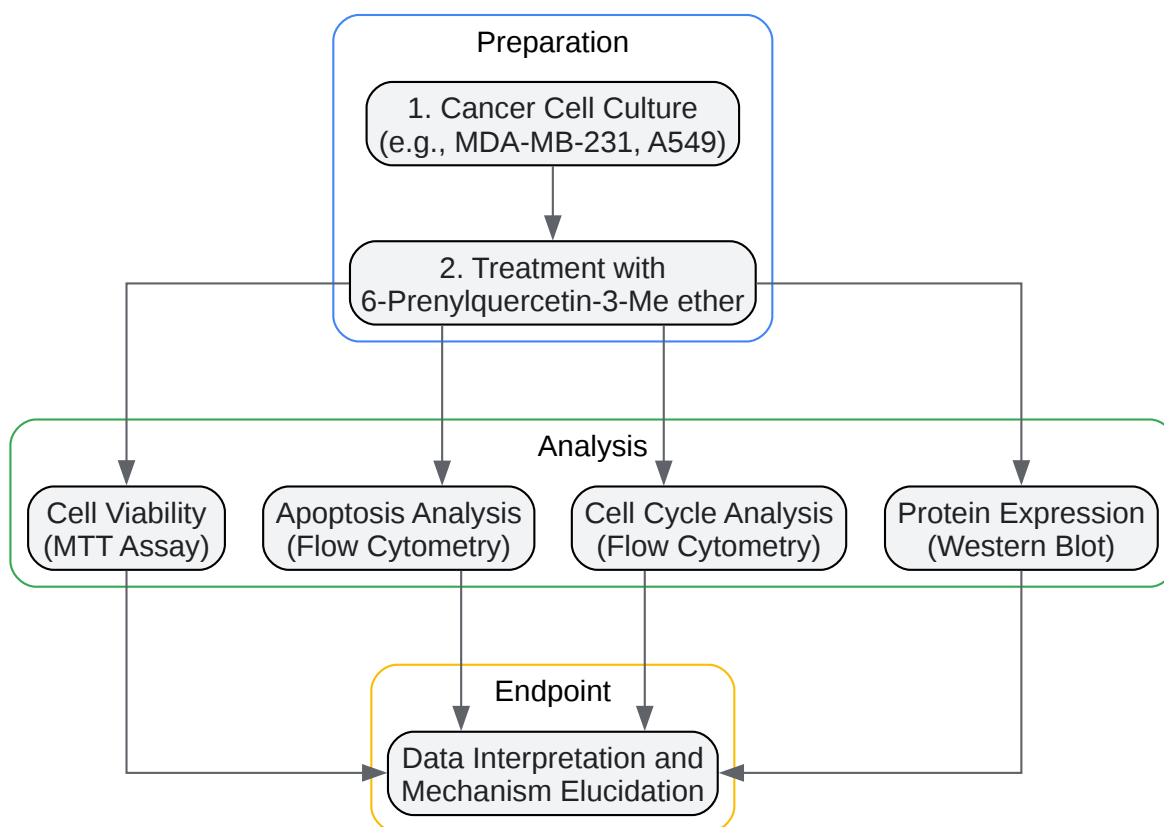 Preparation
1. Cancer Cell Culture
(e.g., MDA-MB-231, A549)
2. Treatment with
6-Prenylquercetin-3-Me ether
Analysis
Cell Viability
(MTT Assay)
Apoptosis Analysis
(Flow Cytometry)
Cell Cycle Analysis
(Flow Cytometry)
Protein Expression
(Western Blot)
Endpoint
Data Interpretation and
Mechanism Elucidation